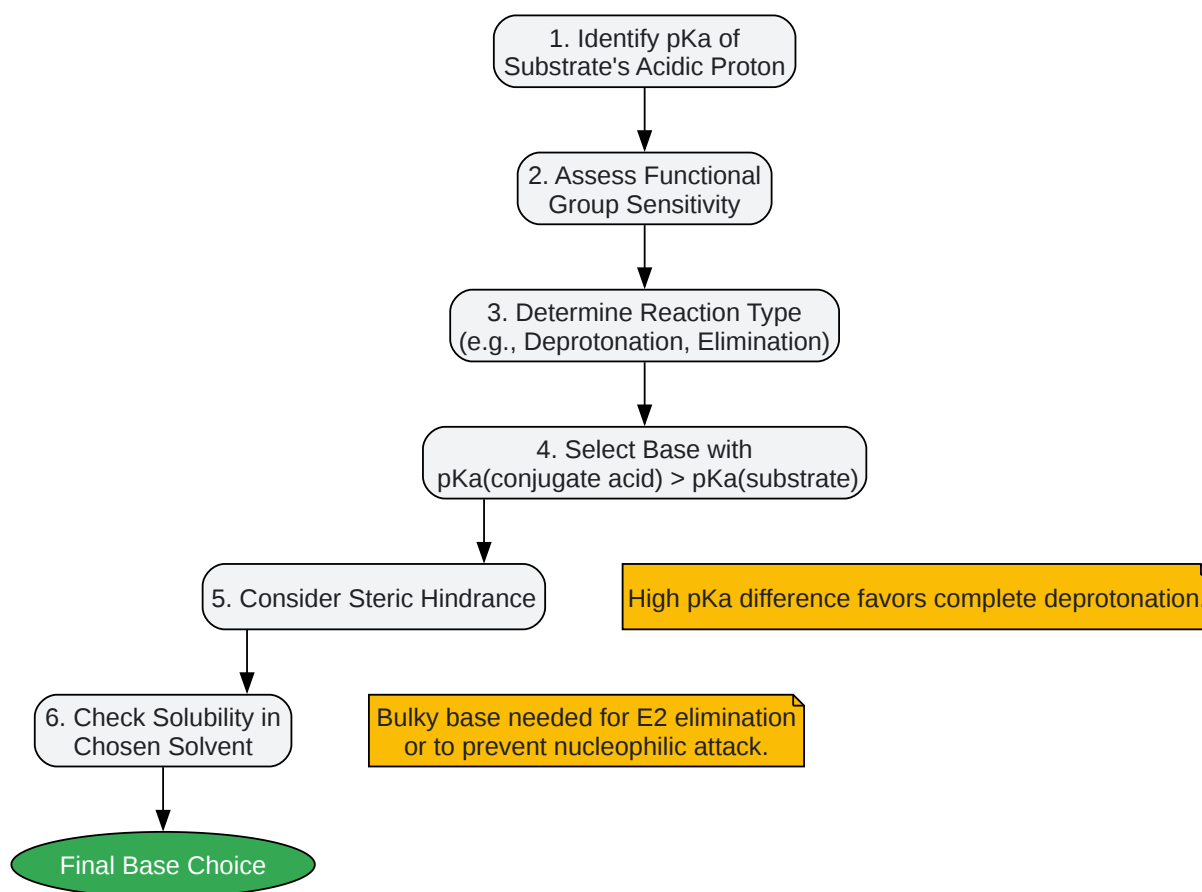 1. Identify pKa of
Substrate's Acidic Proton
2. Assess Functional
Group Sensitivity
3. Determine Reaction Type
(e.g., Deprotonation, Elimination)
4. Select Base with
pKa(conjugate acid) > pKa(substrate)
5. Consider Steric Hindrance
High pKa difference favors complete deprotonation.
6. Check Solubility in
Chosen Solvent
Bulky base needed for E2 elimination
or to prevent nucleophilic attack.
Final Base Choice